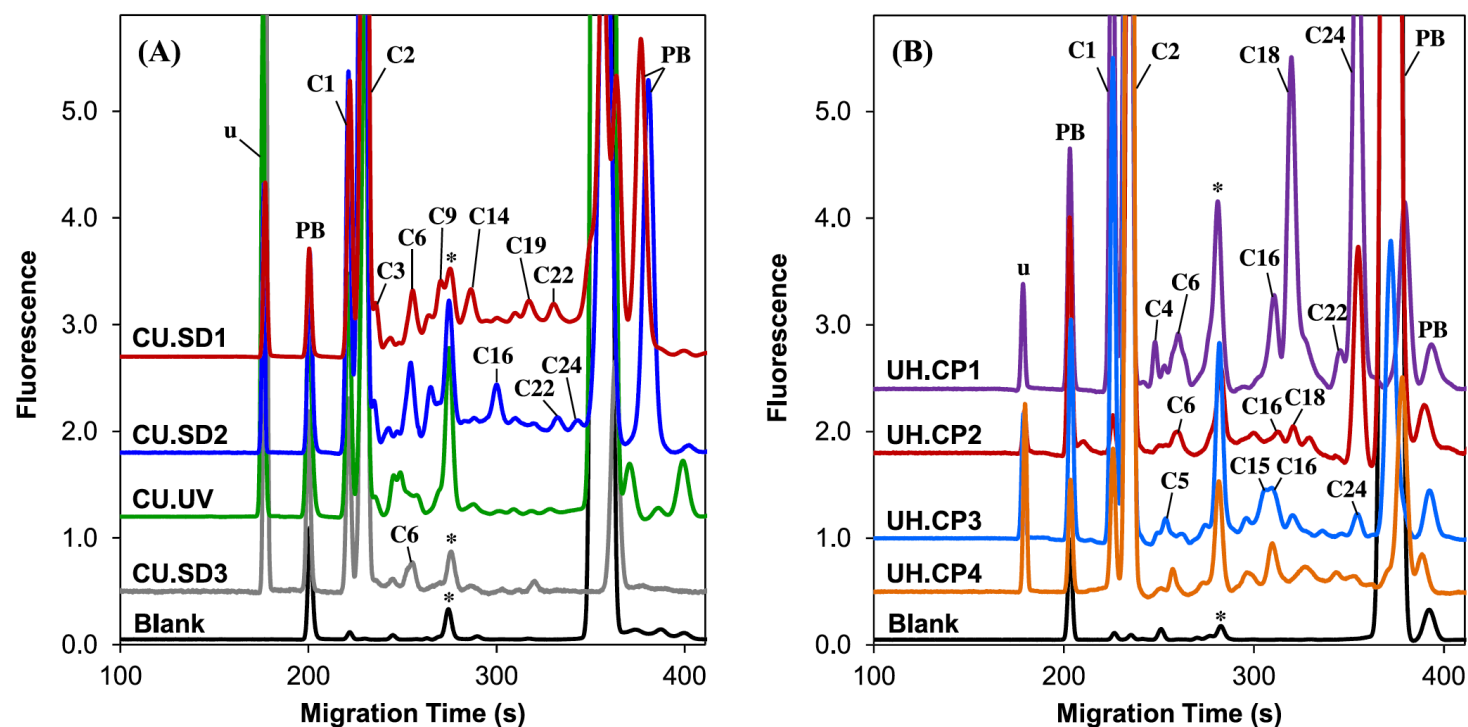 (A)
C1
C2
PB
u
PB
C3
C6
C9
*
C14
C19
C22
CU.SD1
C16
C22
C24
CU.SD2
CU.UV
C6
*
CU.SD3
*
Blank
5.0
4.0
3.0
2.0
1.0
0.0
Fluorescence
100
200
300
400
Migration Time (s)
(B)
C1
C2
C18
C24
PB
PB
*
u
C4
C6
C16
C22
PB
UH.CP1
C6
C16
C18
UH.CP2
C5
C15
C16
C24
UH.CP3
UH.CP4
*
Blank
5.0
4.0
3.0
2.0
1.0
0.0
Fluorescence
100
200
300
400
Migration Time (s)